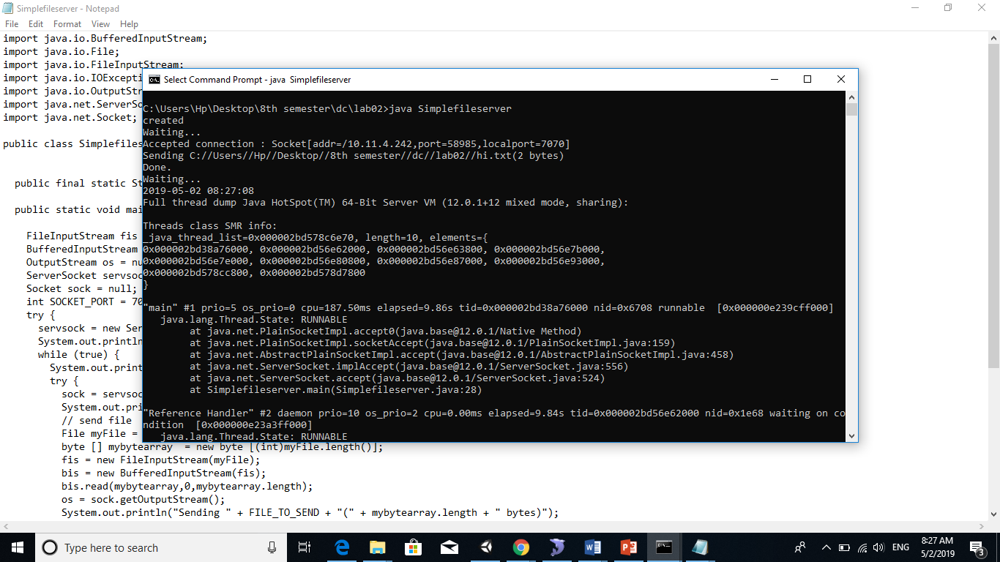 Simplefileserver - Notepad
File Edit Format View Help
import java.io.BufferedInputStream;
import java.io.File;
import java.io.FileInputStream;
import java.io.IOExcepti
import java.io.OutputStr
import java.net.ServerSo
import java.net.Socket;
public class Simplefiles
public final static St
public static void mai
FileInputStream fis
BufferedInputStream
OutputStream os = nu
ServerSocket servsoc
Socket sock = null;
int SOCKET_PORT = 70
try {
servsock = new Ser
System.out.println
while (true) {
System.out.print
try {
sock = servsoc
System.out.pri
// send file
File myFile =
byte [] mybytearray  = new byte [(int)myFile.length()];
fis = new FileInputStream(myFile);
bis = new BufferedInputStream(fis);
bis.read(mybytearray,0,mybytearray.length);
os = sock.getOutputStream();
System.out.println("Sending " + FILE_TO_SEND + "(" + mybytearray.length + " bytes)");
Select Command Prompt - java  Simplefileserver
C:\Users\Hp\Desktop\8th semester\dc\lab02>java Simplefileserver
created
Waiting...
Accepted connection : Socket[addr=/10.11.4.242,port=58985,localport=7070]
Sending C://Users//Hp//Desktop//8th semester//dc//lab02//hi.txt(2 bytes)
Done.
Waiting...
2019-05-02 08:27:08
Full thread dump Java HotSpot(TM) 64-Bit Server VM (12.0.1+12 mixed mode, sharing):
Threads class SMR info:
_java_thread_list=0x000002bd578c6e70, length=10, elements={
0x000002bd38a76000, 0x000002bd56e62000, 0x000002bd56e63800, 0x000002bd56e7b000,
0x000002bd56e7e000, 0x000002bd56e80800, 0x000002bd56e87000, 0x000002bd56e93000,
0x000002bd578cc800, 0x000002bd578d7800
}
"main" #1 prio=5 os_prio=0 cpu=187.50ms elapsed=9.86s tid=0x000002bd38a76000 nid=0x6708 runnable  [0x000000e239cff000]
java.lang.Thread.State: RUNNABLE
at java.net.PlainSocketImpl.accept0(java.base@12.0.1/Native Method)
at java.net.PlainSocketImpl.socketAccept(java.base@12.0.1/PlainSocketImpl.java:159)
at java.net.AbstractPlainSocketImpl.accept(java.base@12.0.1/AbstractPlainSocketImpl.java:458)
at java.net.ServerSocket.implAccept(java.base@12.0.1/ServerSocket.java:556)
at java.net.ServerSocket.accept(java.base@12.0.1/ServerSocket.java:524)
at Simplefileserver.main(Simplefileserver.java:28)
"Reference Handler" #2 daemon prio=10 os_prio=2 cpu=0.00ms elapsed=9.84s tid=0x000002bd56e62000 nid=0x1e68 waiting on co
ndition  [0x000000e23a3ff000]
java.lang.Thread.State: RUNNABLE
Type here to search
ENG
8:27 AM
5/2/2019
3